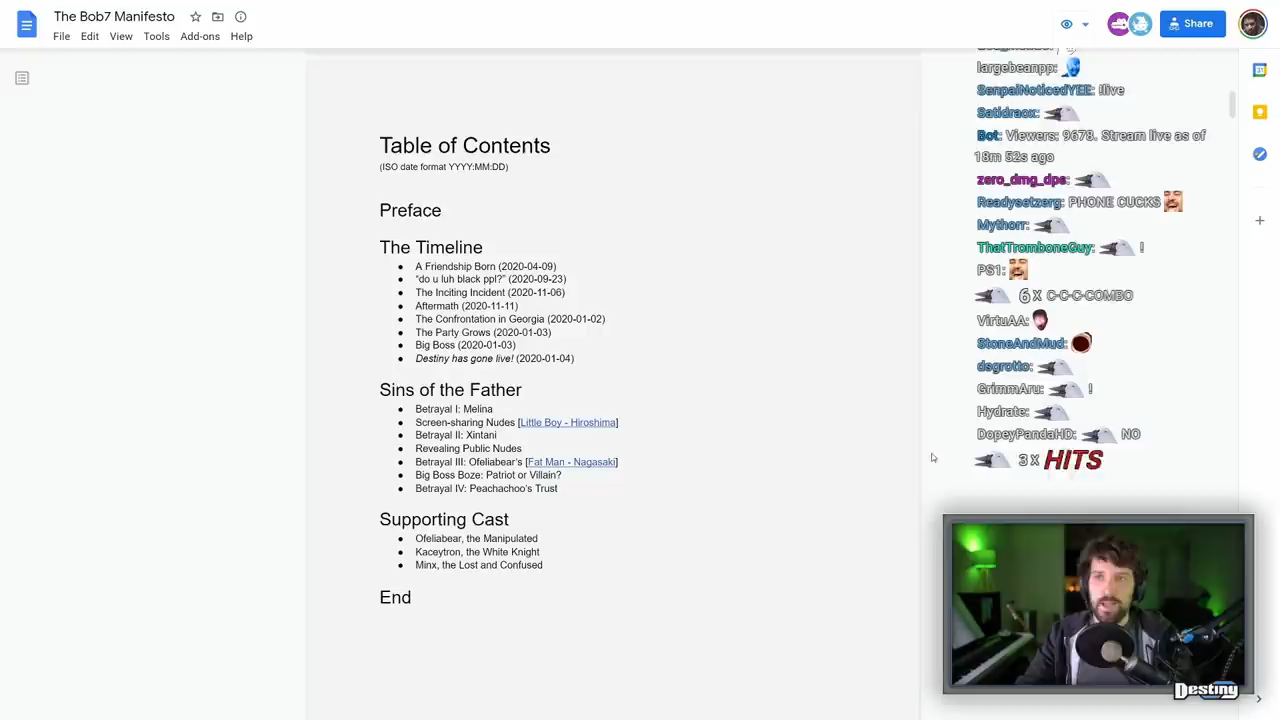 The Bob7 Manifesto
File Edit View Tools Add-ons Help
Share
Table of Contents
(ISO date format YYYY:MM:DD)
Preface
The Timeline
● A Friendship Born (2020-04-09)
● “do u luh black ppl?” (2020-09-23)
● The Inciting Incident (2020-11-06)
● Aftermath (2020-11-11)
● The Confrontation in Georgia (2020-01-02)
● The Party Grows (2020-01-03)
● Big Boss (2020-01-03)
● Destiny has gone live! (2020-01-04)
Sins of the Father
● Betrayal I: Melina
● Screen-sharing Nudes [Little Boy - Hiroshima]
● Betrayal II: Xintani
● Revealing Public Nudes
● Betrayal III: Ofeliabear's [Fat Man - Nagasaki]
● Big Boss Boze: Patriot or Villain?
● Betrayal IV: Peachachoo's Trust
Supporting Cast
● Ofeliabear, the Manipulated
● Kaceytron, the White Knight
● Minx, the Lost and Confused
End
largebeanpp:
SenpaiNoticedYEE: !live
Satidraox:
Bot: Viewers: 9678. Stream live as of
18m 52s ago
zero_dmg_dps:
Readysetzerg: PHONE CUCKS
Mythorr:
ThatTromboneGuy: !
PS1:
6 X C-C-C-COMBO
VirtuAA:
StoneAndMud:
dsgrotto:
GrimmAru: !
Hydrate:
DopeyPandaHD: NO
3 X HITS
Destiny